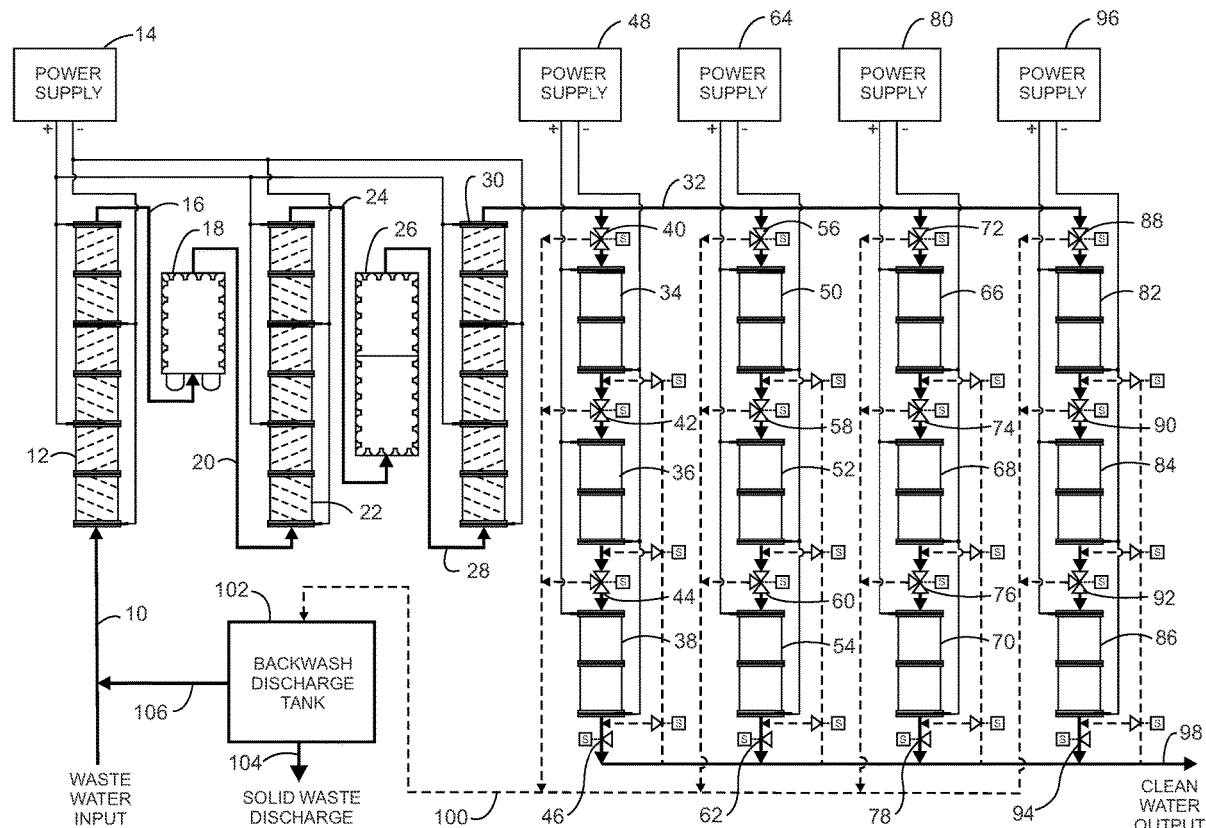 14
48
64
80
96
POWER
SUPPLY
POWER
SUPPLY
POWER
SUPPLY
POWER
SUPPLY
POWER
SUPPLY
+ -
+ -
+ -
+ -
+ -
16
18
24
26
30
32
40
S
56
S
72
S
88
S
34
50
66
82
S
S
S
S
42
S
58
S
74
S
90
S
12
20
22
28
36
52
68
84
S
S
S
S
44
S
60
S
76
S
92
S
10
102
38
54
70
86
BACKWASH
DISCHARGE
TANK
106
104
S
S
S
S
S
S
S
S
98
WASTE
WATER
INPUT
SOLID WASTE
DISCHARGE
100
46
62
78
94
CLEAN
WATER
OUTPUT